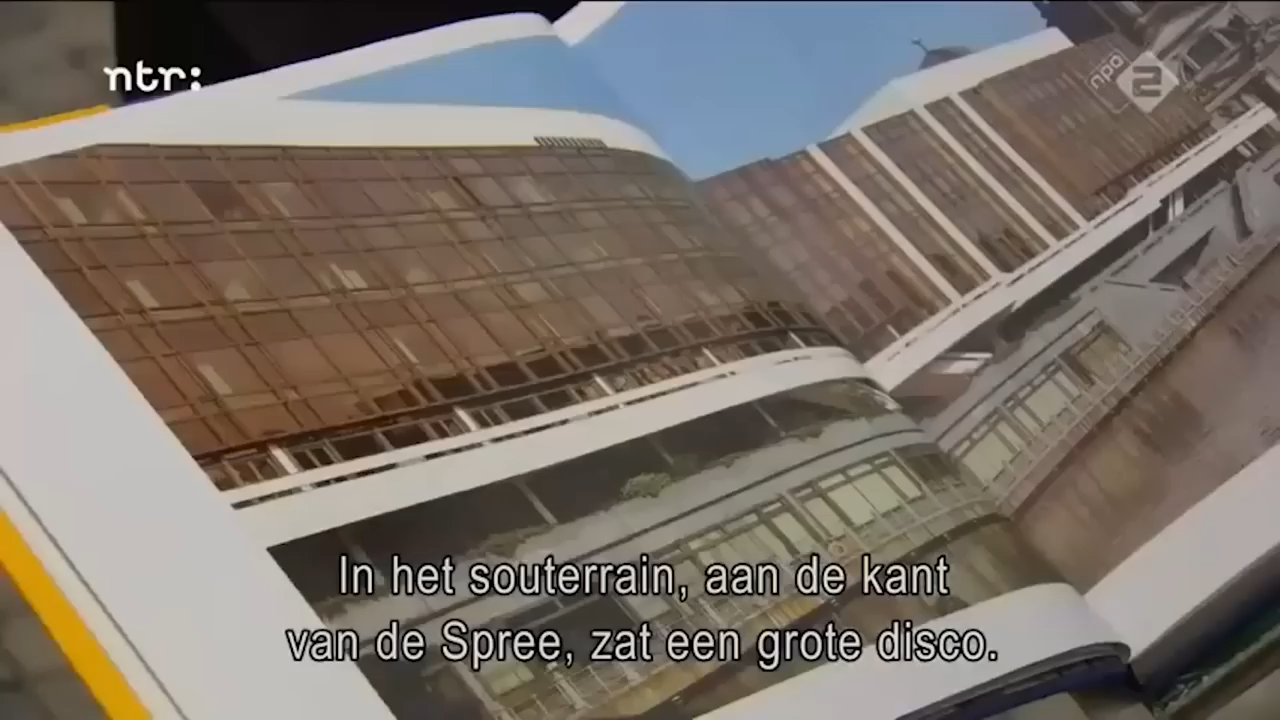 ntr:
npo 2
In het souterrain, aan de kant
van de Spree, zat een grote disco.